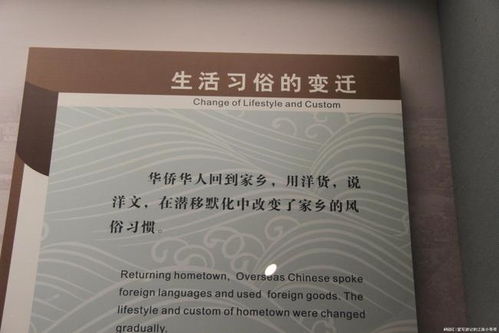 生活习俗的变迁
Change of Lifestyle and Custom
华侨华人回到家乡，用洋货，说
洋文，在潜移默化中改变了家乡的风
俗习惯。
Returning hometown, Overseas Chinese spoke
foreign languages and used foreign goods. The
lifestyle and custom of hometown were changed
gradually.